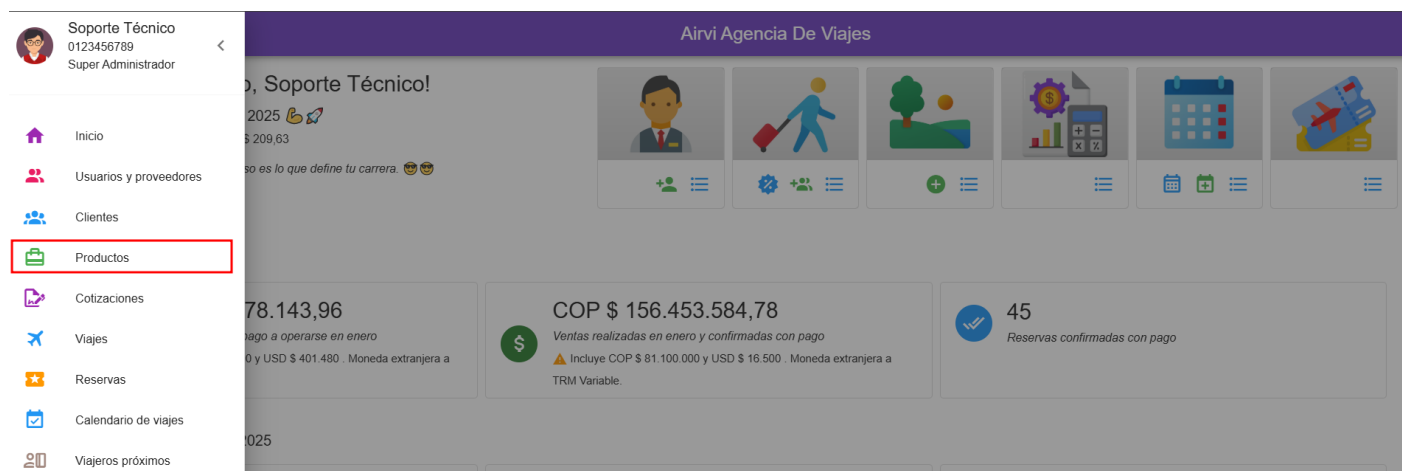 Soporte Técnico
0123456789
Super Administrador
Inicio
Usuarios y proveedores
Clientes
Productos
Cotizaciones
Viajes
Reservas
Calendario de viajes
Viajeros próximos
Airvi Agencia De Viajes
o, Soporte Técnico!
2025 💪🚀
$ 209,63
so es lo que define tu carrera. 😎😎
78.143,96
pago a operarse en enero
0 y USD $ 401.480 . Moneda extranjera a
COP $ 156.453.584,78
Ventas realizadas en enero y confirmadas con pago
⚠ Incluye COP $ 81.100.000 y USD $ 16.500 . Moneda extranjera a
TRM Variable.
45
Reservas confirmadas con pago
2025